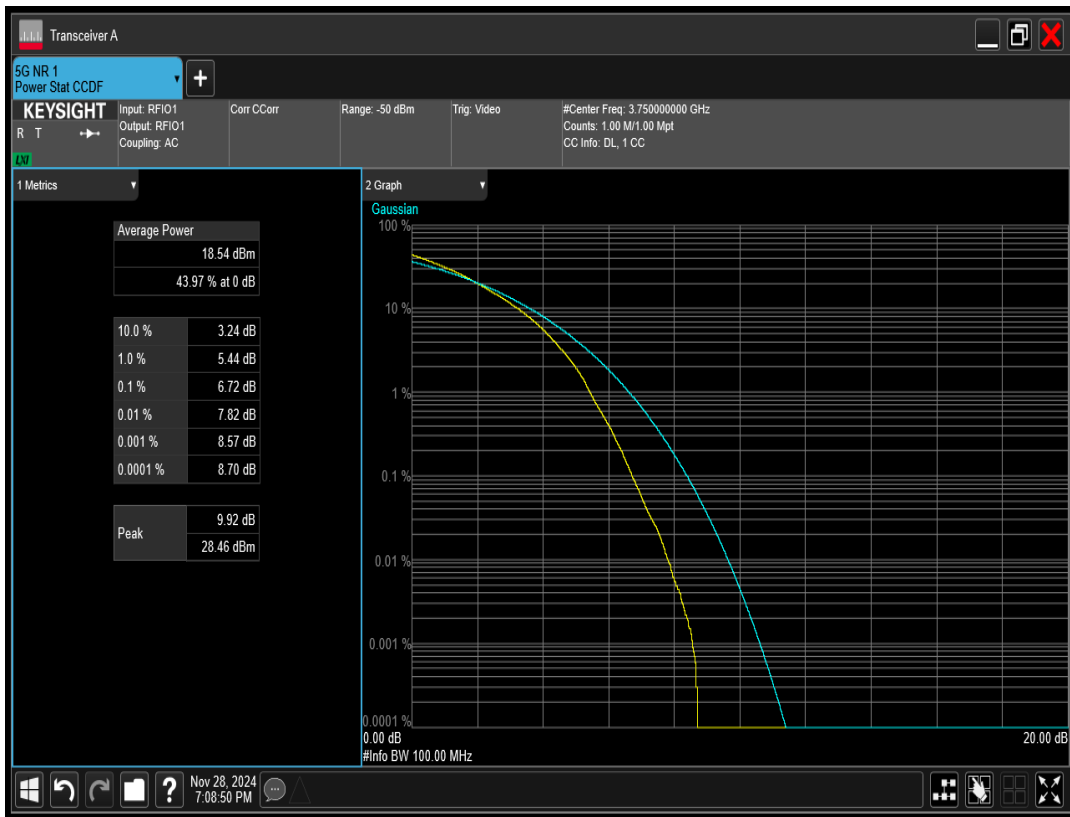 Transceiver A
5G NR 1
Power Stat CCDF
+
KEYSIGHT
R T
LXI
Input: RFIO1
Output: RFIO1
Coupling: AC
Corr CCorr
Range: -50 dBm
Trig: Video
#Center Freq: 3.750000000 GHz
Counts: 1.00 M/1.00 Mpt
CC Info: DL, 1 CC
1 Metrics
Average Power
18.54 dBm
43.97 % at 0 dB
10.0 % 3.24 dB
1.0 % 5.44 dB
0.1 % 6.72 dB
0.01 % 7.82 dB
0.001 % 8.57 dB
0.0001 % 8.70 dB
Peak
9.92 dB
28.46 dBm
2 Graph
Gaussian
100 %
10 %
1 %
0.1 %
0.01 %
0.001 %
0.0001 %
0.00 dB
20.00 dB
#Info BW 100.00 MHz
?
Nov 28, 2024
7:08:50 PM